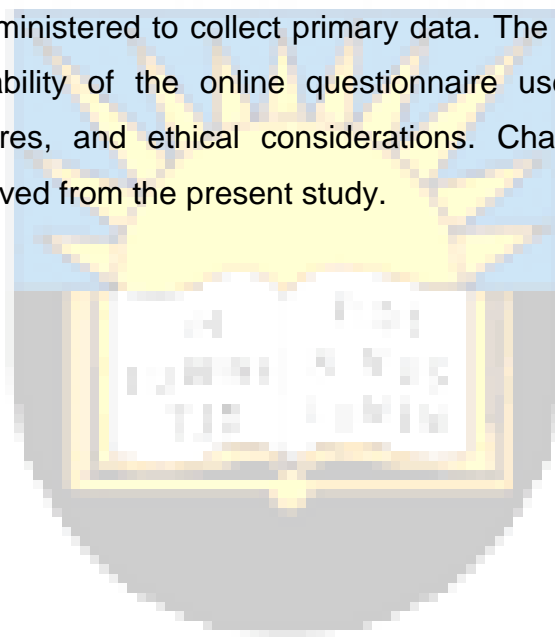 ministered to collect primary data. The
ability of the online questionnaire use
res, and ethical considerations. Cha
ved from the present study.